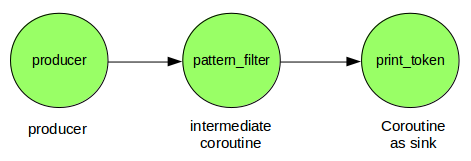 producer
pattern_filter
print_token
producer
intermediate
coroutine
Coroutine
as sink